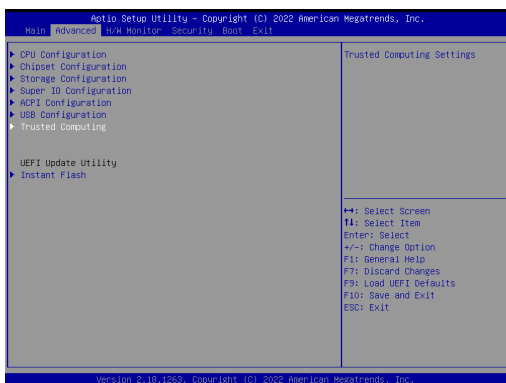 Aptio Setup Utility – Copyright (C) 2022 American Megatrends, Inc.
Main Advanced H/W Monitor Security Boot Exit
CPU Configuration
Chipset Configuration
Storage Configuration
Super IO Configuration
ACPI Configuration
USB Configuration
Trusted Computing
UEFI Update Utility
Instant Flash
Trusted Computing Settings
↔: Select Screen
↑↓: Select Item
Enter: Select
+/-: Change Option
F1: General Help
F7: Discard Changes
F9: Load UEFI Defaults
F10: Save and Exit
ESC: Exit
Version 2.18.1263. Copyright (C) 2022 American Megatrends, Inc.